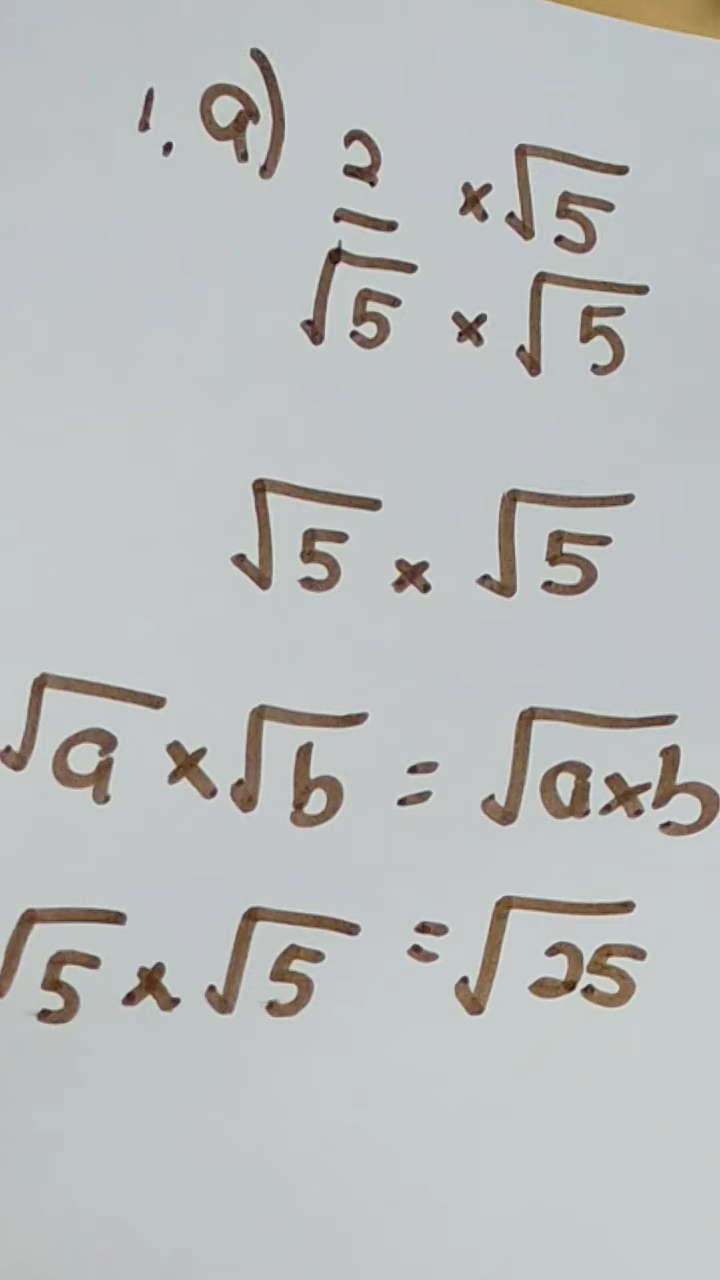 1. a) 2/√5 × √5/× √5
√5 × √5
√a × √b = √a×b
√5 × √5 = √25